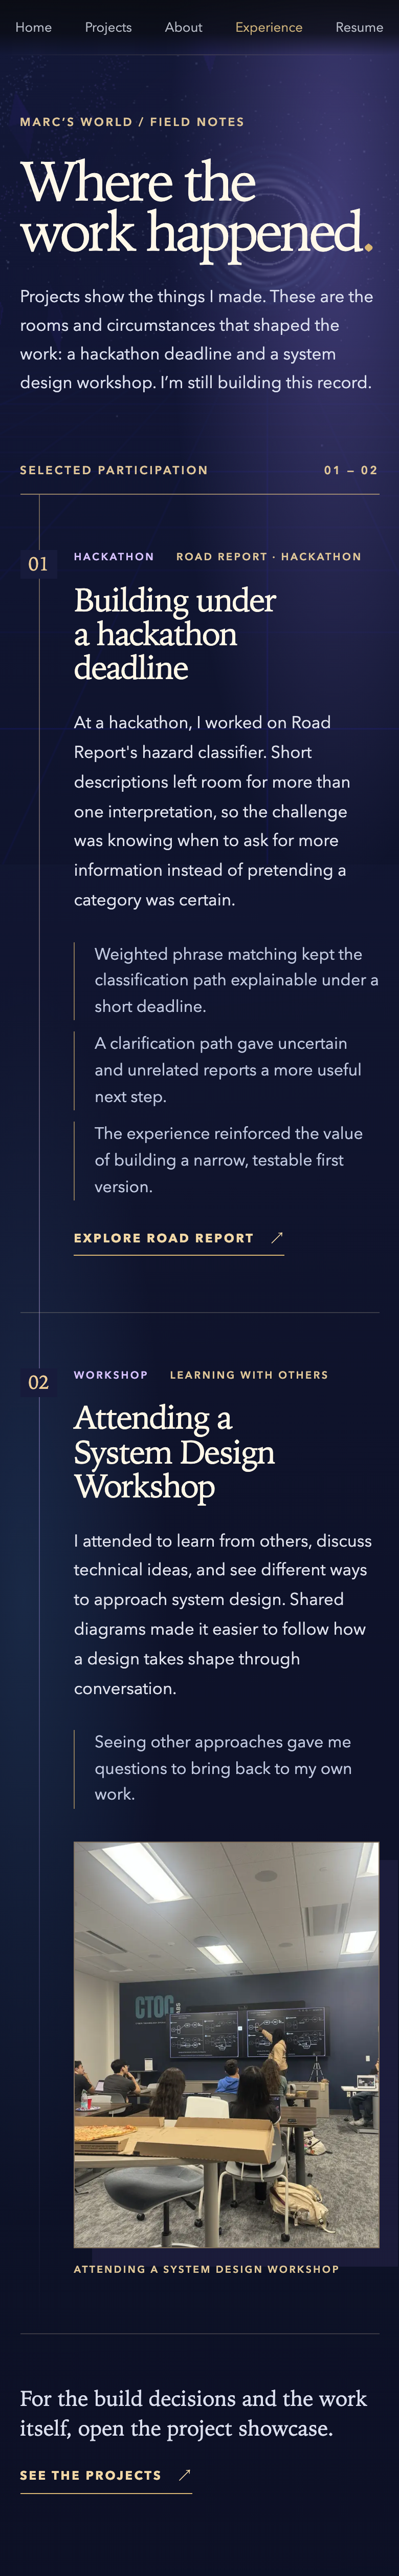 Home Projects About Experience Resume
MARC’S WORLD / FIELD NOTES
Where the
work happened.
Projects show the things I made. These are the
rooms and circumstances that shaped the
work: a hackathon deadline and a system
design workshop. I’m still building this record.
SELECTED PARTICIPATION 01 – 02
01
HACKATHON ROAD REPORT · HACKATHON
Building under
a hackathon
deadline
At a hackathon, I worked on Road
Report's hazard classifier. Short
descriptions left room for more than
one interpretation, so the challenge
was knowing when to ask for more
information instead of pretending a
category was certain.
Weighted phrase matching kept the
classification path explainable under a
short deadline.
A clarification path gave uncertain
and unrelated reports a more useful
next step.
The experience reinforced the value
of building a narrow, testable first
version.
EXPLORE ROAD REPORT ↗
02
WORKSHOP LEARNING WITH OTHERS
Attending a
System Design
Workshop
I attended to learn from others, discuss
technical ideas, and see different ways
to approach system design. Shared
diagrams made it easier to follow how
a design takes shape through
conversation.
Seeing other approaches gave me
questions to bring back to my own
work.
CTOC
ATTENDING A SYSTEM DESIGN WORKSHOP
For the build decisions and the work
itself, open the project showcase.
SEE THE PROJECTS ↗